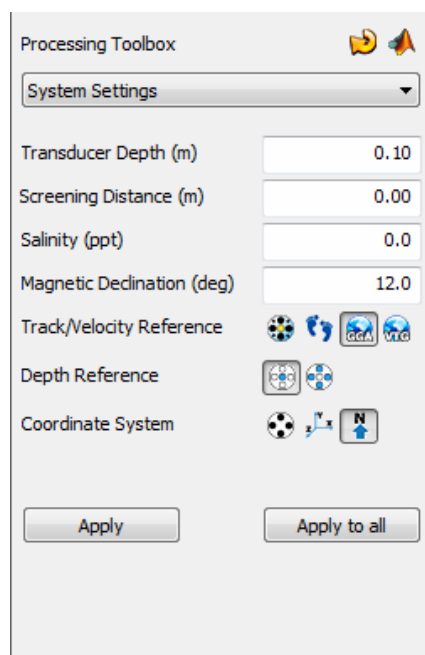 Processing Toolbox
System Settings
Transducer Depth (m) 0.10
Screening Distance (m) 0.00
Salinity (ppt) 0.0
Magnetic Declination (deg) 12.0
Track/Velocity Reference GGA VTG
Depth Reference
Coordinate System Z Y X N
Apply Apply to all